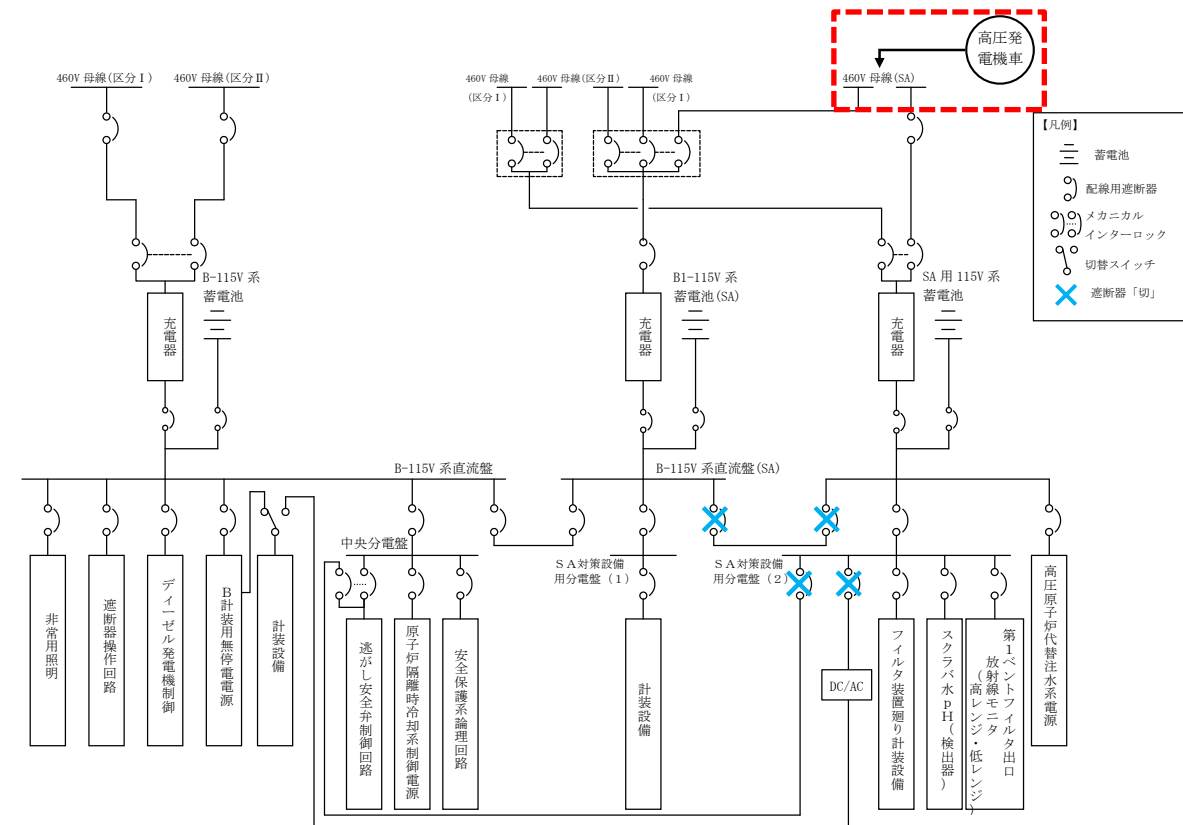 高圧発
電機車
460V 母線(区分Ⅰ)
460V 母線(区分Ⅱ)
460V 母線
(区分Ⅰ)
460V 母線(区分Ⅱ)
460V 母線
(区分Ⅰ)
460V 母線(SA)
【凡例】
蓄電池
配線用遮断器
メカニカル
インターロック
切替スイッチ
遮断器「切」
B-115V 系
蓄電池
B1-115V 系
蓄電池(SA)
SA 用 115V 系
蓄電池
充電器
充電器
充電器
B-115V 系直流盤
B-115V 系直流盤(SA)
中央分電盤
SA対策設備
用分電盤(1)
SA対策設備
用分電盤(2)
非常用照明
遮断器操作回路
ディーゼル発電機制御
B計装用無停電電源
計装設備
逃がし安全弁制御回路
原子炉隔離時冷却系制御電源
安全保護系論理回路
計装設備
DC/AC
フィルタ装置廻り計装設備
スクラバ水pH(検出器)
第1ベントフィルタ出口
放射線モニタ
(高レンジ・低レンジ)
高圧原子炉代替注水系電源